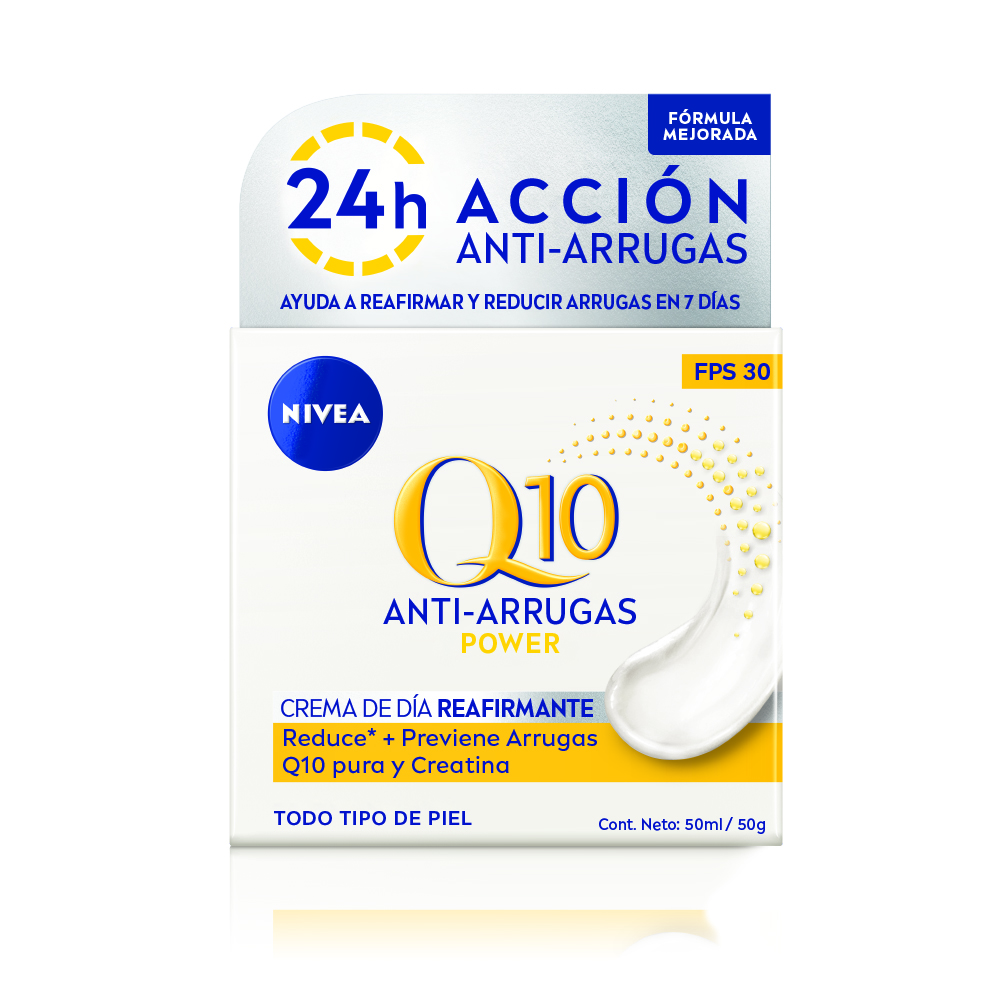 FÓRMULA
MEJORADA
24h
ACCIÓN
ANTI-ARRUGAS
AYUDA A REAFIRMAR Y REDUCIR ARRUGAS EN 7 DÍAS
NIVEA
FPS 30
Q10
ANTI-ARRUGAS
POWER
CREMA DE DÍA REAFIRMANTE
Reduce* + Previene Arrugas
Q10 pura y Creatina
TODO TIPO DE PIEL
Cont. Neto: 50ml / 50g